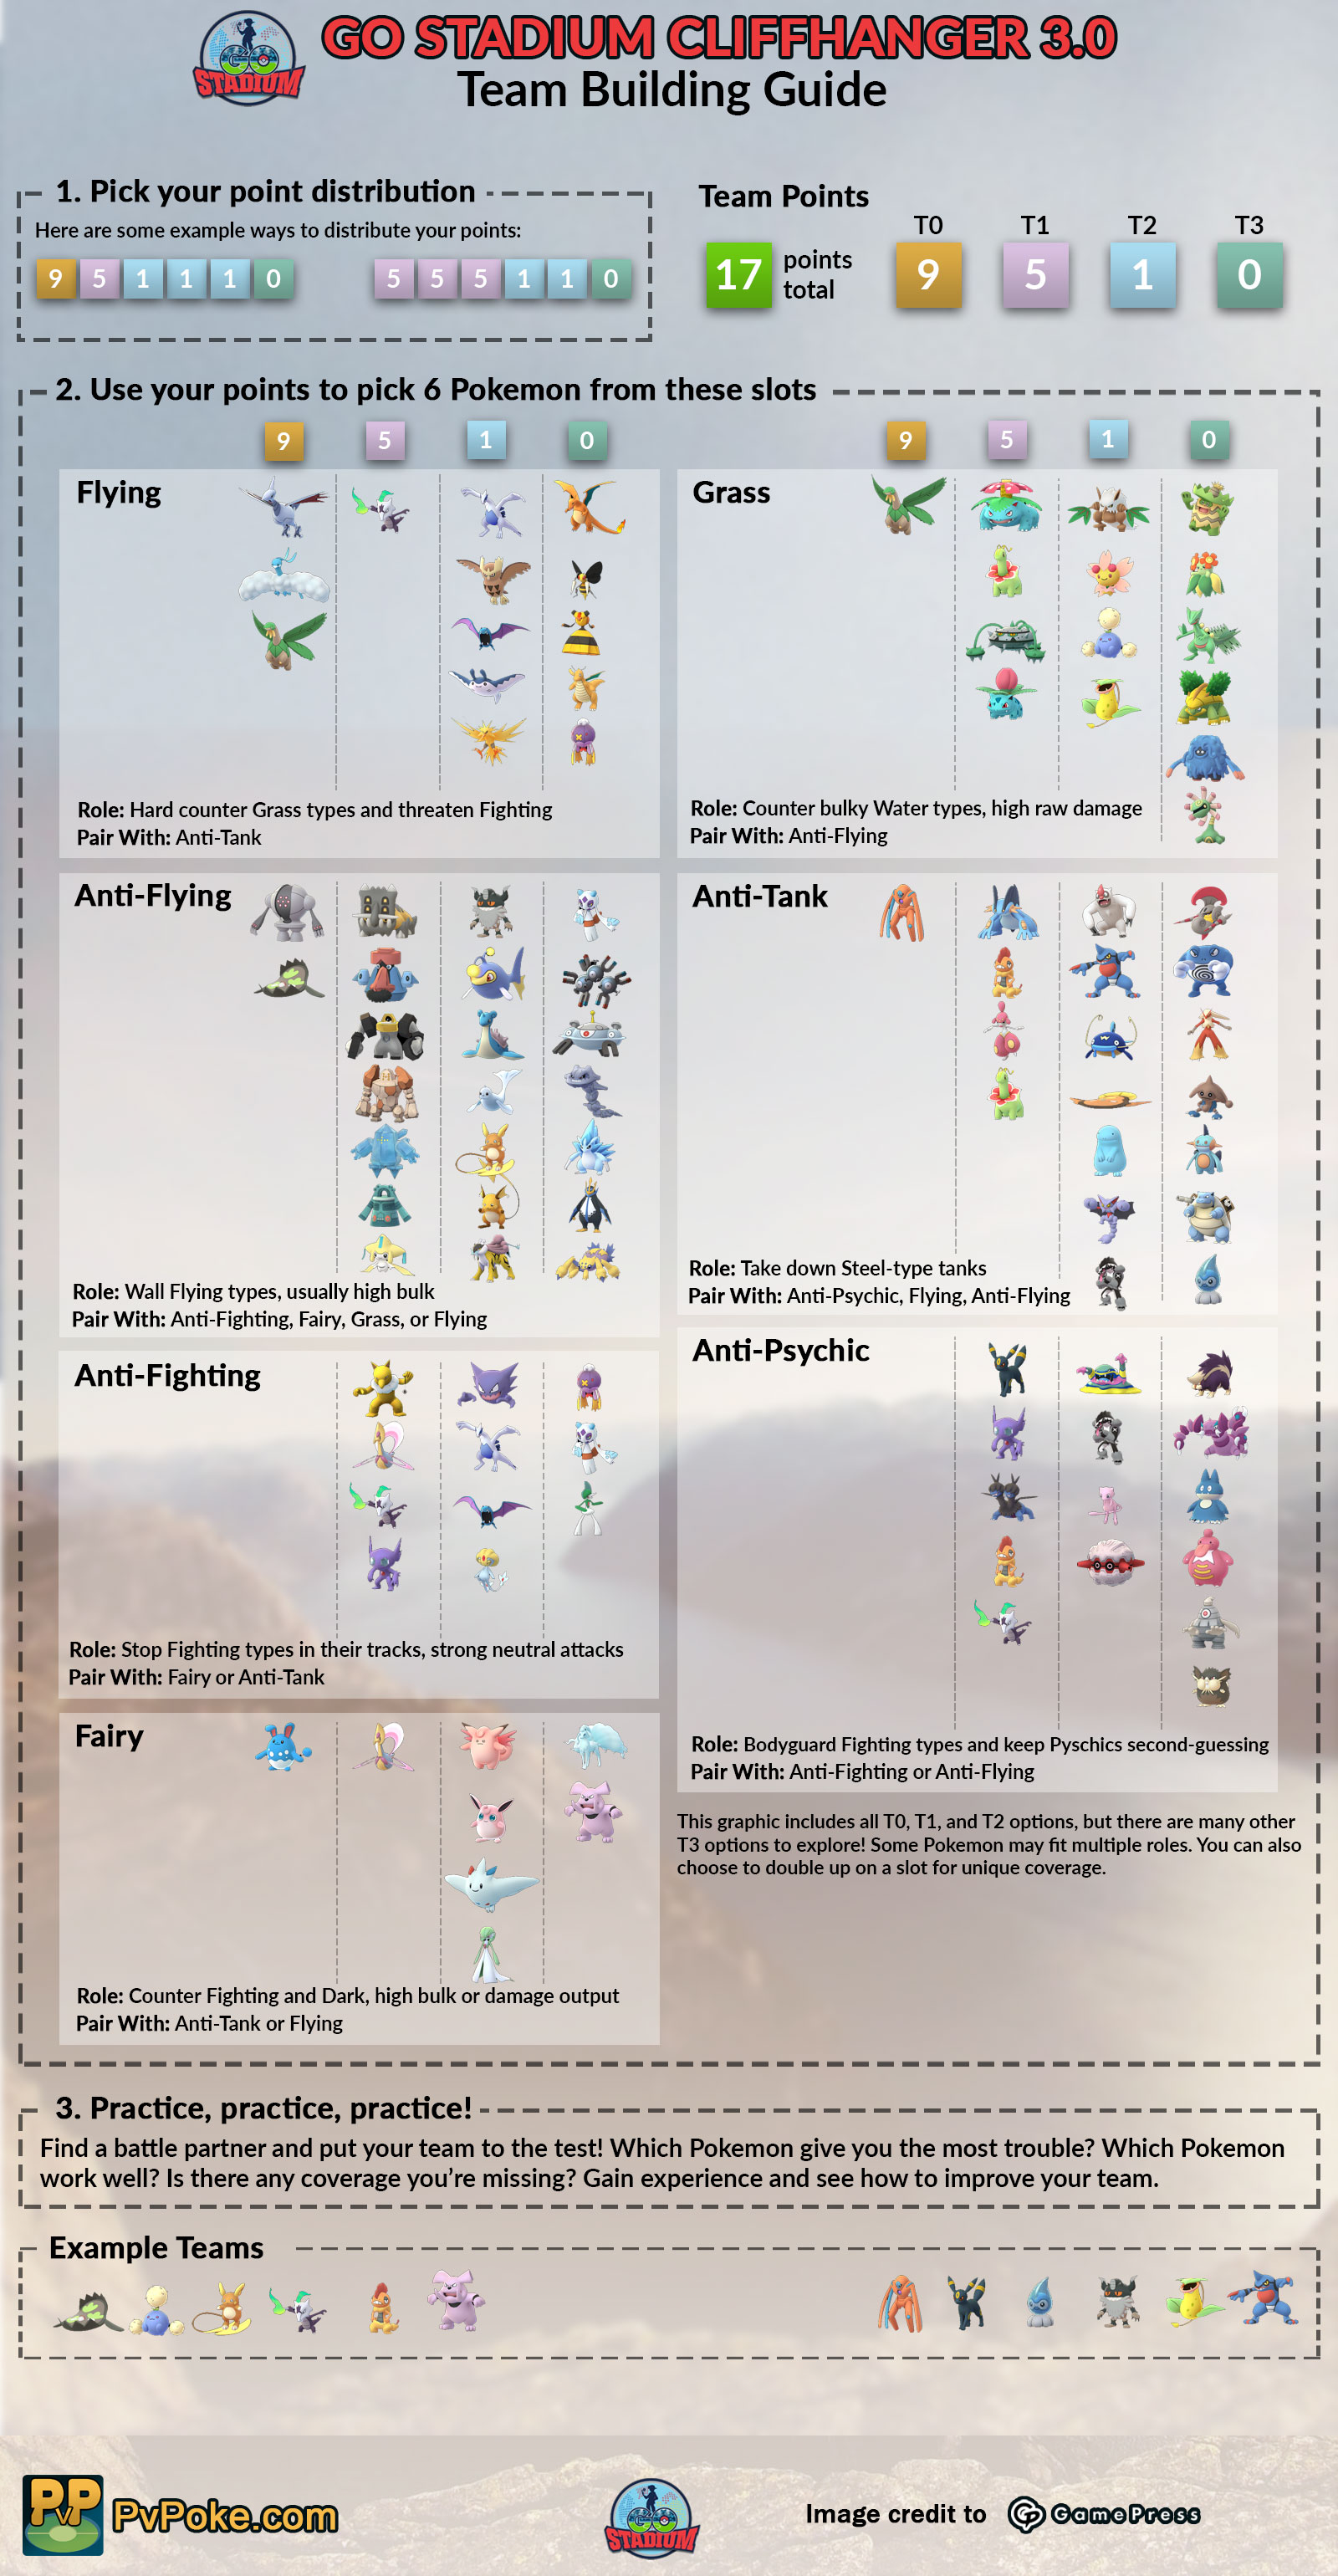 GO STADIUM
GO STADIUM CLIFFHANGER 3.0
Team Building Guide
1. Pick your point distribution
Here are some example ways to distribute your points:
9 5 1 1 1 0
5 5 5 1 1 0
Team Points
T0 T1 T2 T3
17 points total
9 5 1 0
2. Use your points to pick 6 Pokemon from these slots
9 5 1 0
9 5 1 0
Flying
Role: Hard counter Grass types and threaten Fighting
Pair With: Anti-Tank
Grass
Role: Counter bulky Water types, high raw damage
Pair With: Anti-Flying
Anti-Flying
Role: Wall Flying types, usually high bulk
Pair With: Anti-Fighting, Fairy, Grass, or Flying
Anti-Tank
Role: Take down Steel-type tanks
Pair With: Anti-Psychic, Flying, Anti-Flying
Anti-Fighting
Role: Stop Fighting types in their tracks, strong neutral attacks
Pair With: Fairy or Anti-Tank
Anti-Psychic
Role: Bodyguard Fighting types and keep Pyschics second-guessing
Pair With: Anti-Fighting or Anti-Flying
Fairy
Role: Counter Fighting and Dark, high bulk or damage output
Pair With: Anti-Tank or Flying
This graphic includes all T0, T1, and T2 options, but there are many other
T3 options to explore! Some Pokemon may fit multiple roles. You can also
choose to double up on a slot for unique coverage.
3. Practice, practice, practice!
Find a battle partner and put your team to the test! Which Pokemon give you the most trouble? Which Pokemon
work well? Is there any coverage you're missing? Gain experience and see how to improve your team.
Example Teams
PvP PvPoke.com
GO STADIUM
Image credit to GamePress